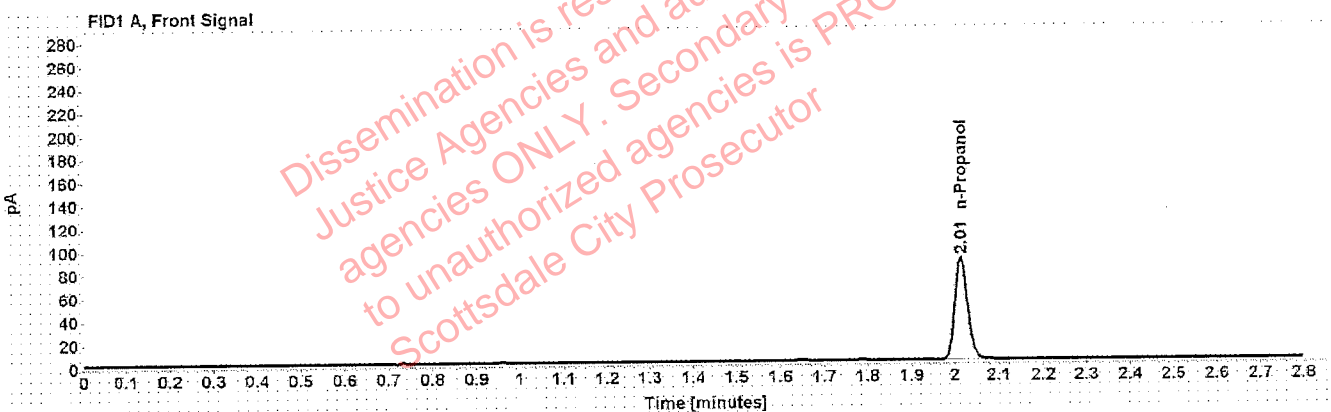 FID1 A, Front Signal
280
260
240
220
200
180
160
140
120
100
80
60
40
20
0
pA
2.01 n-Propanol
0 0.1 0.2 0.3 0.4 0.5 0.6 0.7 0.8 0.9 1 1.1 1.2 1.3 1.4 1.5 1.6 1.7 1.8 1.9 2 2.1 2.2 2.3 2.4 2.5 2.6 2.7 2.8
Time [minutes]
Dissemination is
Justice Agencies and
agencies ONLY. Secondary
to unauthorized agencies is
Scottsdale City Prosecutor